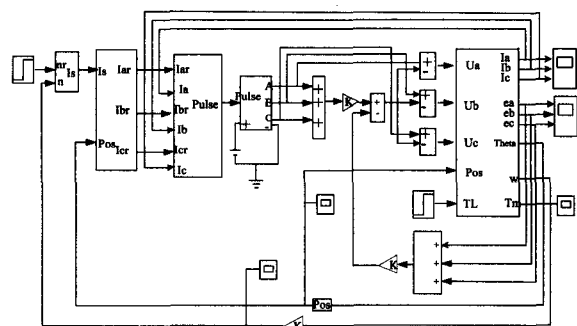 nr
n
Is
Is
Pos
Iar
Ibr
Icr
Iar
Ia
Ibr
Ib
Icr
Ic
Pulse
Pulse
A
B
C
+
-
+
+
+
K
+
-
+
-
+
-
+
-
Ua
Ub
Uc
Pos
TL
Ia
Ib
Ic
ea
eb
ec
Theta
w
Tm
+
+
+
K
Pos
K